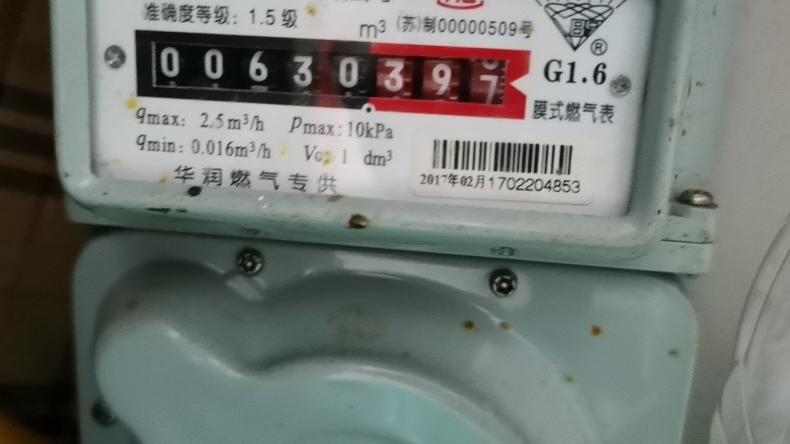 准确度等级: 1.5 级
m³ (苏)制00000509号
®
00630397
G1.6
膜式燃气表
qmax: 2.5m³/h Pmax:10kPa
qmin: 0.016m³/h Vc: 1 dm³
2017年02月1702204853
华润燃气专供